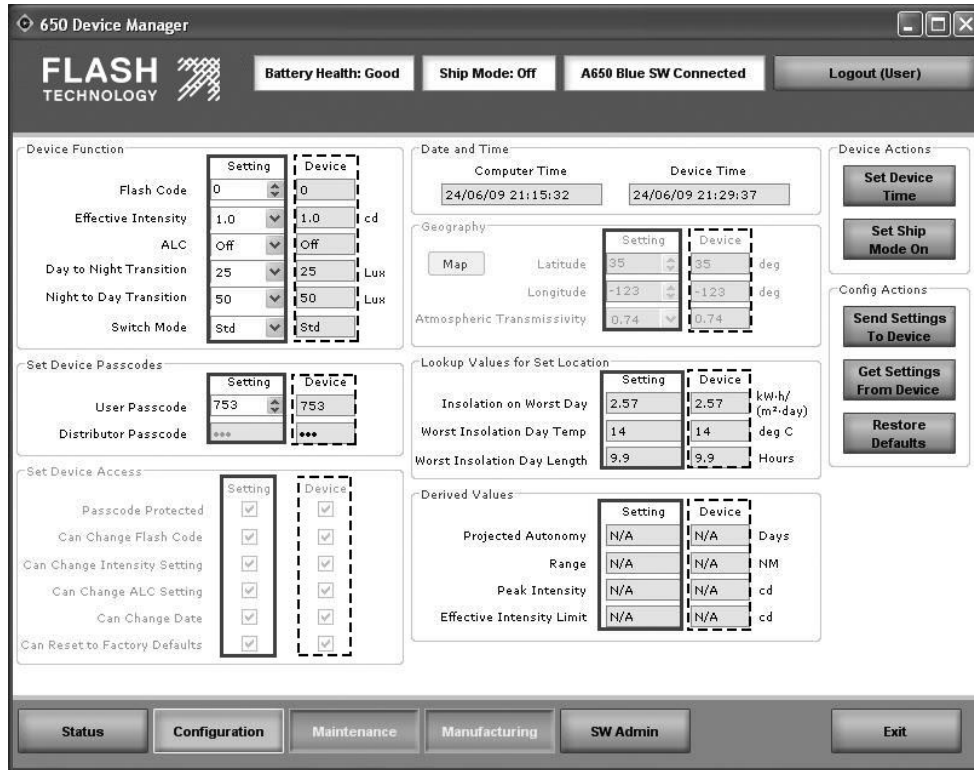 650 Device Manager
FLASH
TECHNOLOGY
Battery Health: Good
Ship Mode: Off
A650 Blue SW Connected
Logout (User)
Device Function
Setting Device
Flash Code 0 0
Effective Intensity 1.0 1.0 cd
ALC Off Off
Day to Night Transition 25 25 Lux
Night to Day Transition 50 50 Lux
Switch Mode Std Std
Set Device Passcodes
Setting Device
User Passcode 753 753
Distributor Passcode ••• •••
Set Device Access
Setting Device
Passcode Protected
Can Change Flash Code
Can Change Intensity Setting
Can Change ALC Setting
Can Change Date
Can Reset to Factory Defaults
Date and Time
Computer Time Device Time
24/06/09 21:15:32 24/06/09 21:29:37
Geography
Setting Device
Map Latitude 35 35 deg
Longitude -123 -123 deg
Atmospheric Transmissivity 0.74 0.74
Lookup Values for Set Location
Setting Device
Insolation on Worst Day 2.57 2.57 kW·h/
(m²·day)
Worst Insolation Day Temp 14 14 deg C
Worst Insolation Day Length 9.9 9.9 Hours
Derived Values
Setting Device
Projected Autonomy N/A N/A Days
Range N/A N/A NM
Peak Intensity N/A N/A cd
Effective Intensity Limit N/A N/A cd
Device Actions
Set Device
Time
Set Ship
Mode On
Config Actions
Send Settings
To Device
Get Settings
From Device
Restore
Defaults
Status
Configuration
Maintenance
Manufacturing
SW Admin
Exit